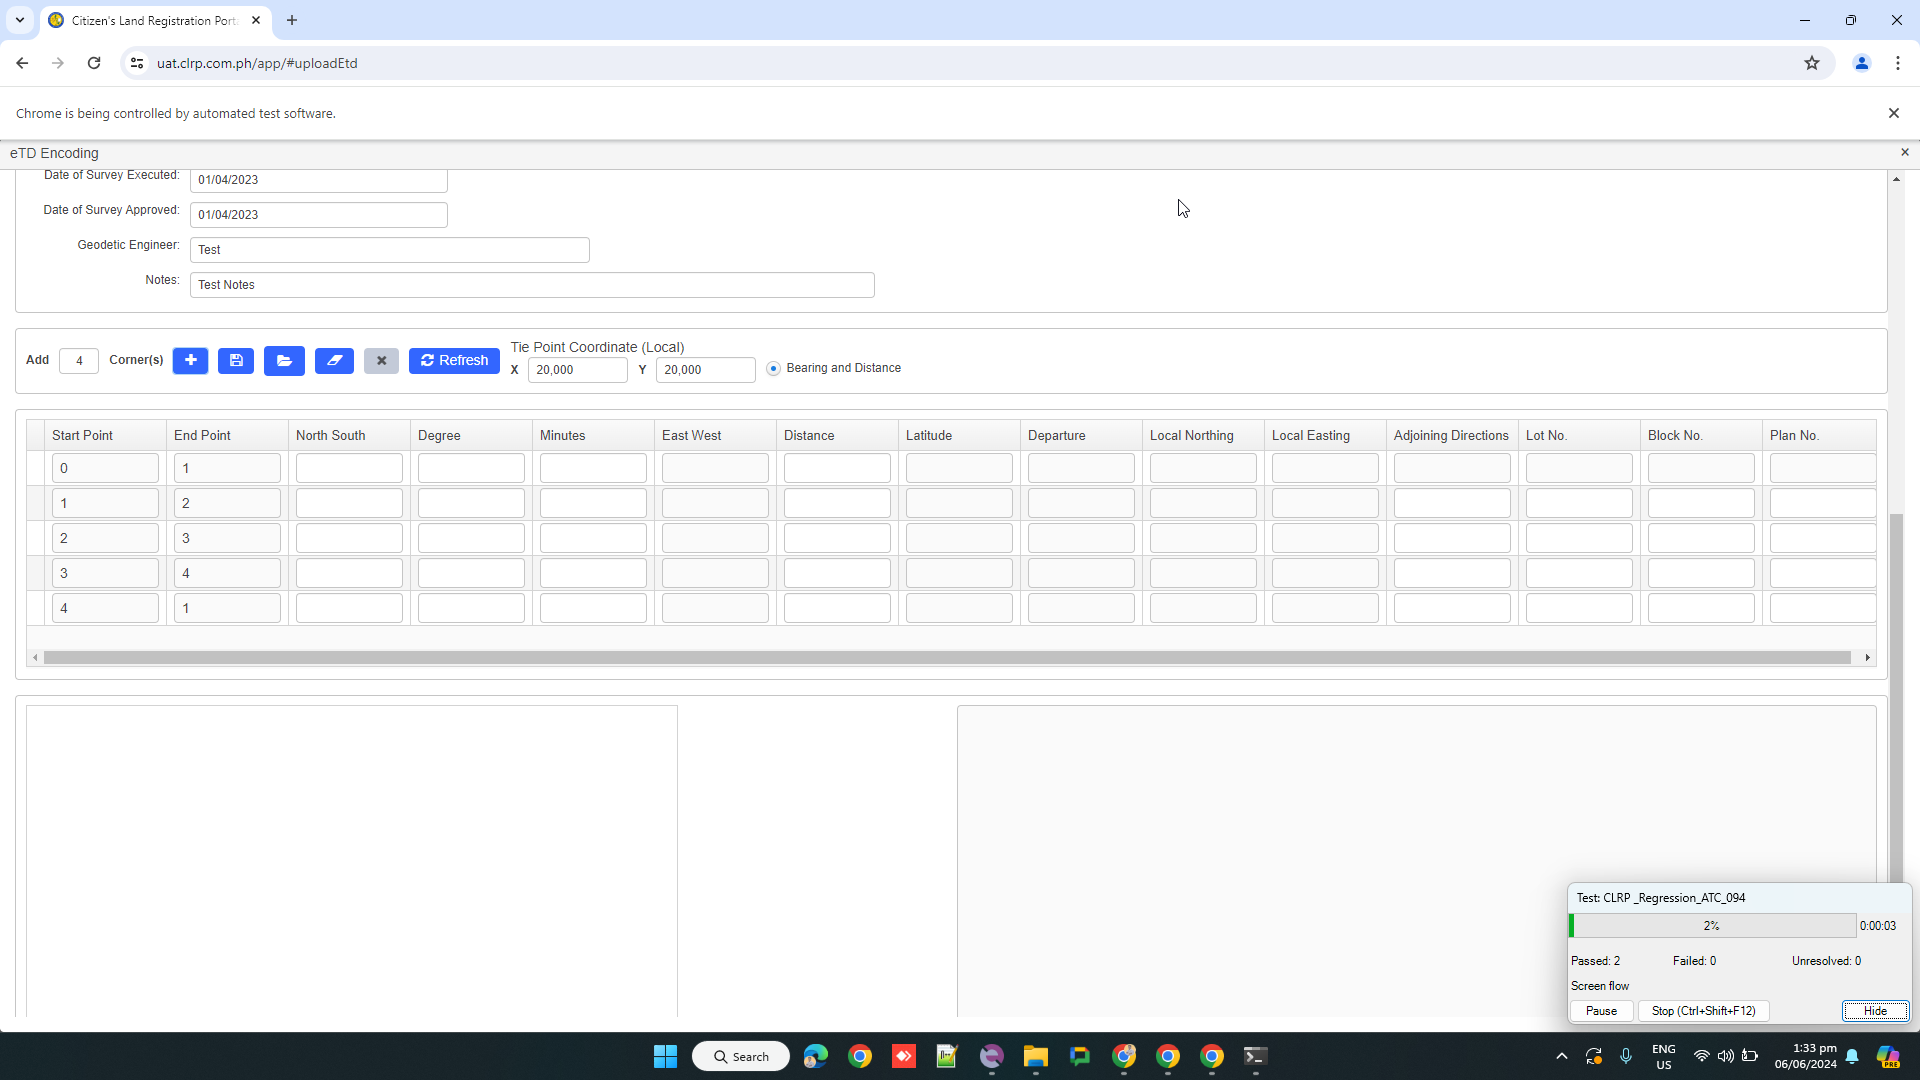 Citizen's Land Registration Port
uat.clrp.com.ph/app/#uploadEtd
Chrome is being controlled by automated test software.
eTD Encoding
Date of Survey Executed: 01/04/2023
Date of Survey Approved: 01/04/2023
Geodetic Engineer: Test
Notes: Test Notes
Tie Point Coordinate (Local)
Add 4 Corner(s) Refresh X 20,000 Y 20,000 Bearing and Distance
Start Point End Point North South Degree Minutes East West Distance Latitude Departure Local Northing Local Easting Adjoining Directions Lot No. Block No. Plan No.
0 1
1 2
2 3
3 4
4 1
Test: CLRP _Regression_ATC_094
2% 0:00:03
Passed: 2 Failed: 0 Unresolved: 0
Screen flow
Pause Stop (Ctrl+Shift+F12) Hide
Search
ENG
US
1:33 pm
06/06/2024
PRE